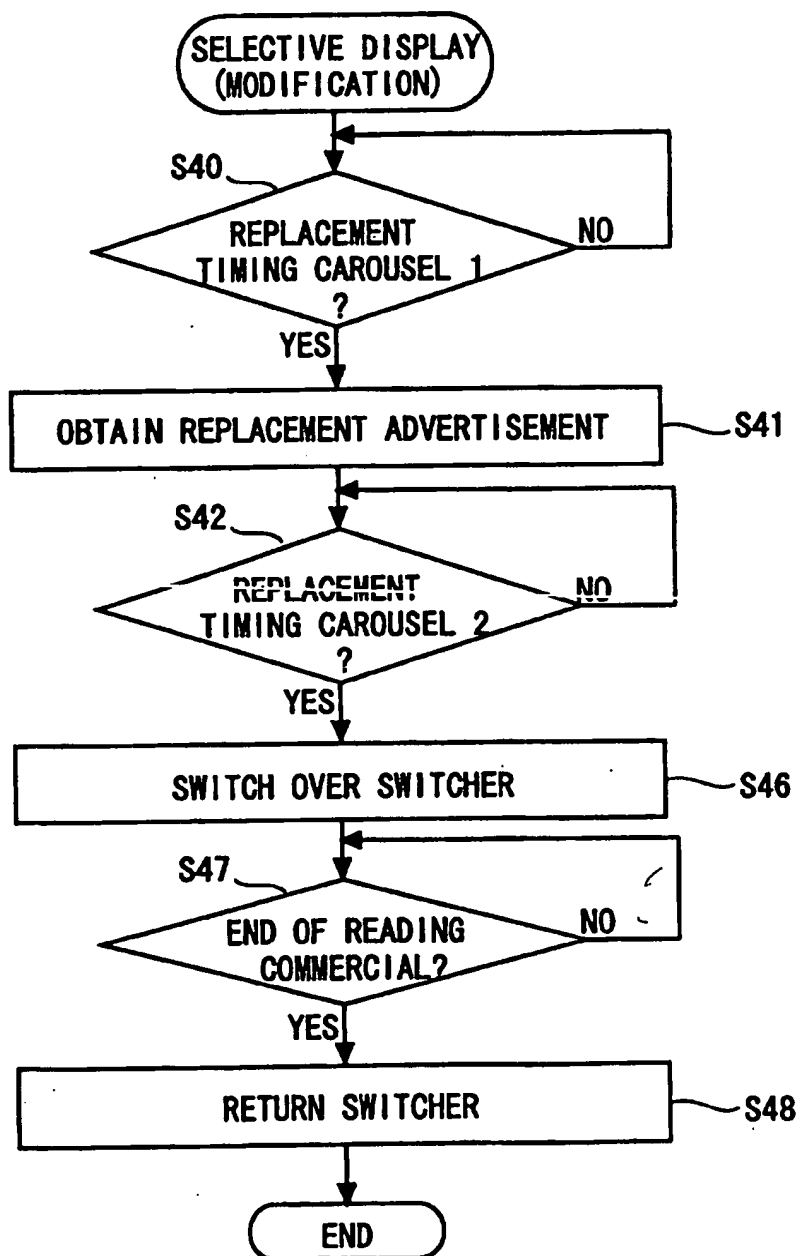 SELECTIVE DISPLAY
(MODIFICATION)
S40
REPLACEMENT
TIMING CAROUSEL 1
?
NO
YES
OBTAIN REPLACEMENT ADVERTISEMENT
S41
S42
REPLACEMENT
TIMING CAROUSEL 2
?
NO
YES
SWITCH OVER SWITCHER
S46
S47
END OF READING
COMMERCIAL?
NO
YES
RETURN SWITCHER
S48
END